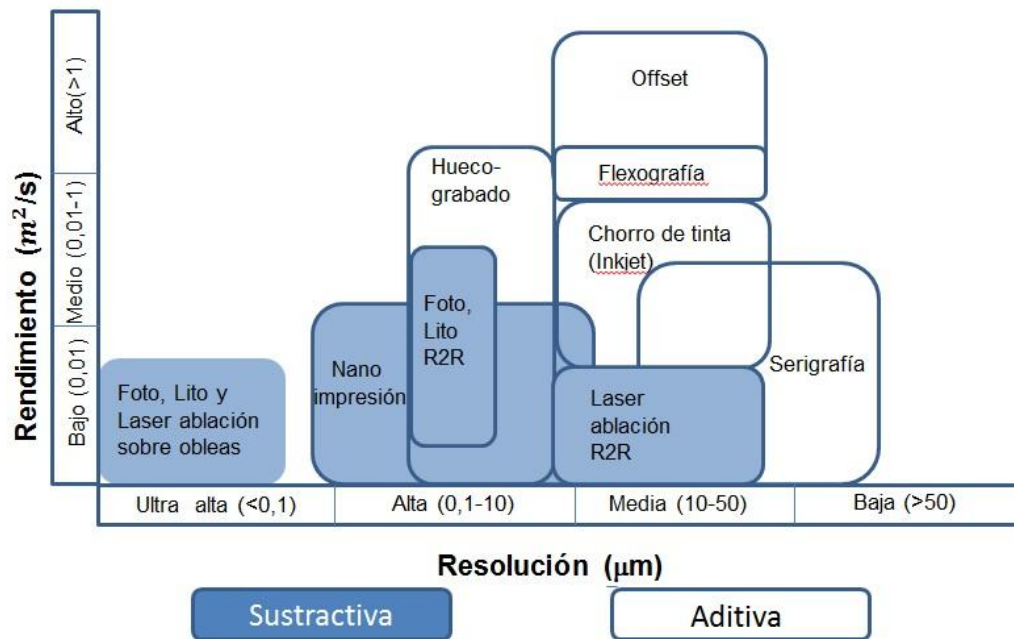 Rendimiento (m²/s)
Alto(>1)
Medio (0,01-1)
Bajo (0,01)
Offset
Flexografía
Hueco-
grabado
Chorro de tinta
(Inkjet)
Foto,
Lito
R2R
Nano
impresión
Serigrafía
Foto, Lito y
Laser ablación
sobre obleas
Laser
ablación
R2R
Ultra alta (<0,1)
Alta (0,1-10)
Media (10-50)
Baja (>50)
Resolución (µm)
Sustractiva
Aditiva